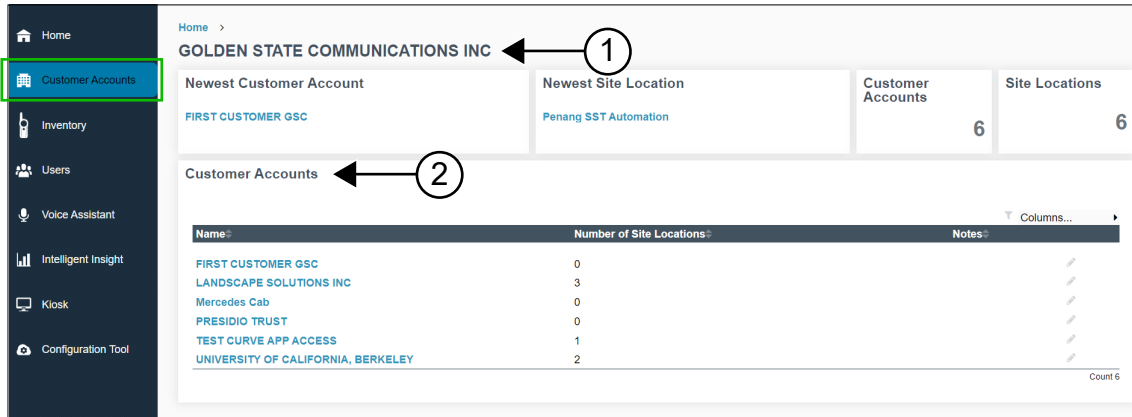 Home
Customer Accounts
Inventory
Users
Voice Assistant
Intelligent Insight
Kiosk
Configuration Tool
Home >
GOLDEN STATE COMMUNICATIONS INC
1
Newest Customer Account
FIRST CUSTOMER GSC
Newest Site Location
Penang SST Automation
Customer
Accounts
6
Site Locations
6
Customer Accounts
2
Columns...
Name Number of Site Locations Notes
FIRST CUSTOMER GSC 0
LANDSCAPE SOLUTIONS INC 3
Mercedes Cab 0
PRESIDIO TRUST 0
TEST CURVE APP ACCESS 1
UNIVERSITY OF CALIFORNIA, BERKELEY 2
Count 6